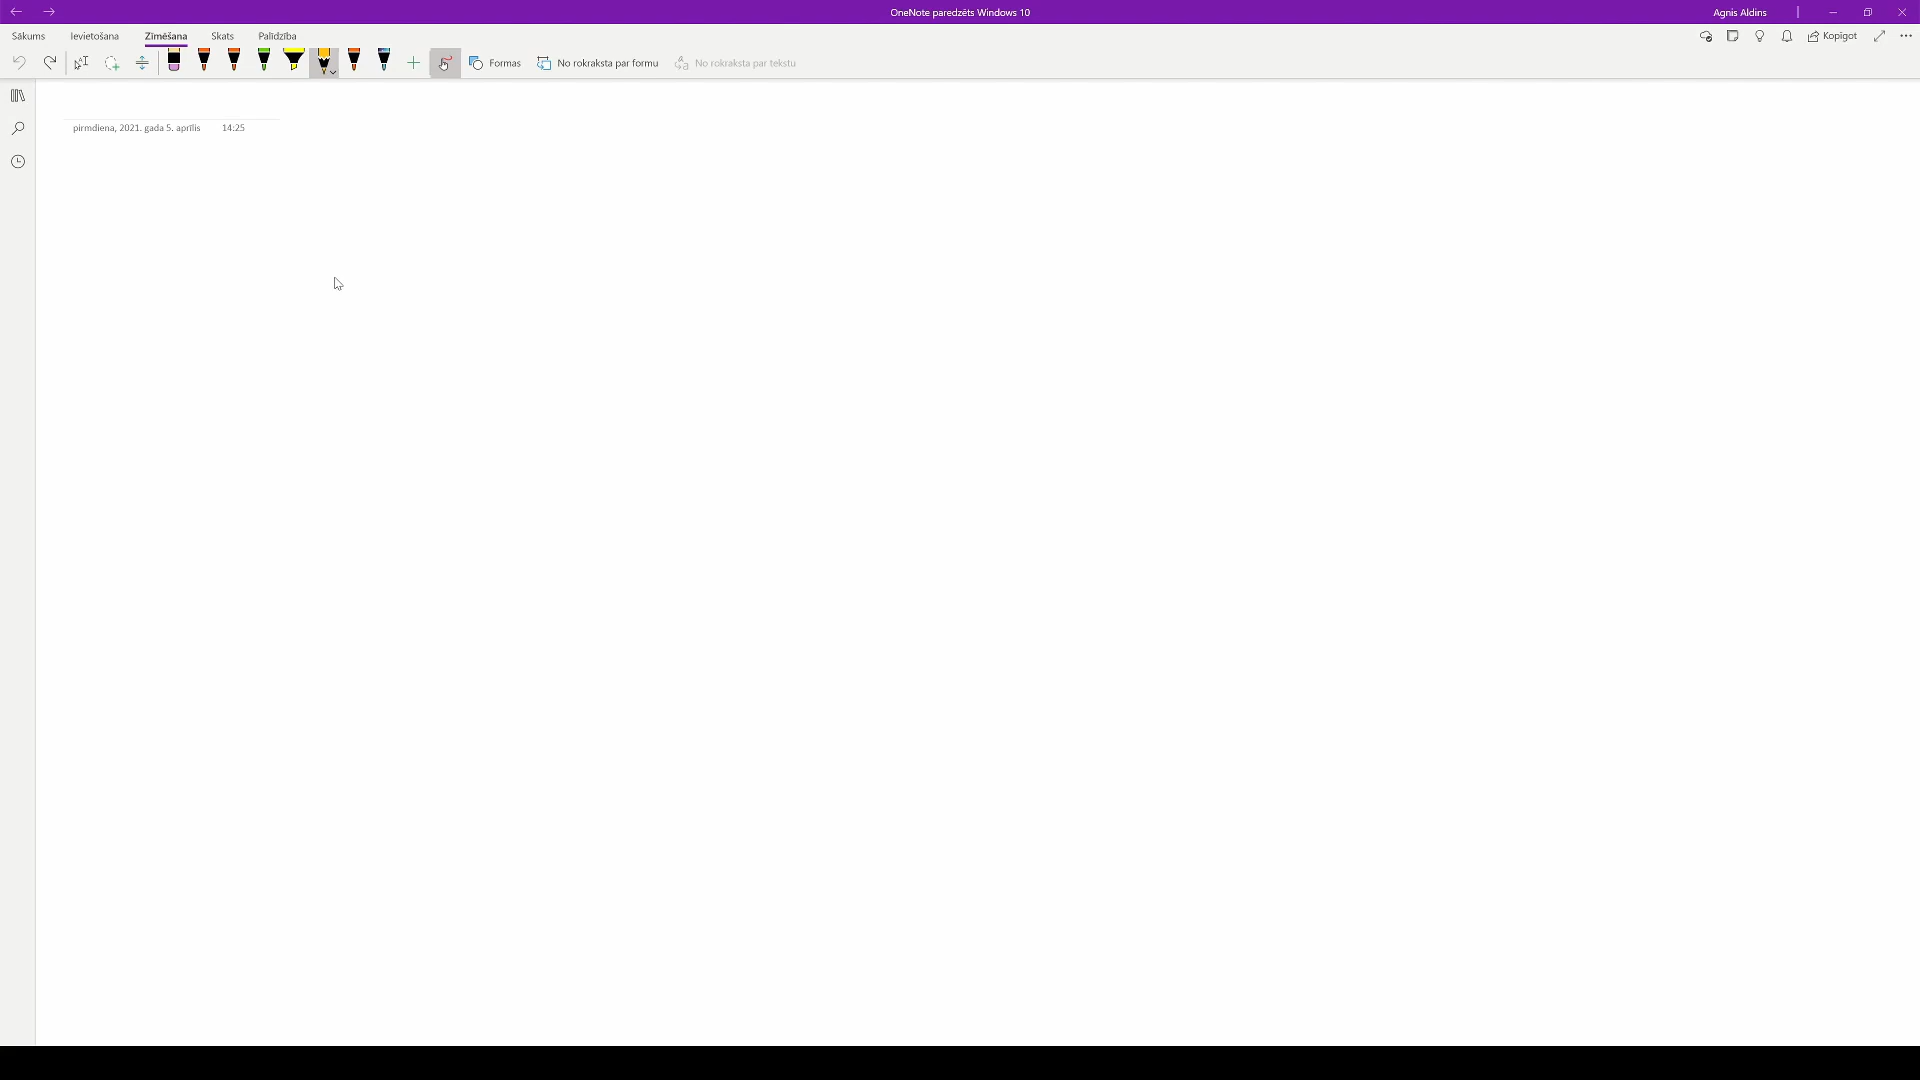 OneNote paredzēts Windows 10
Agnis Aldins
Sākums Ievietošana Zīmēšana Skats Palīdzība
Kopīgot
Formas No rokraksta par formu No rokraksta par tekstu
pirmdiena, 2021. gada 5. aprīlis 14:25